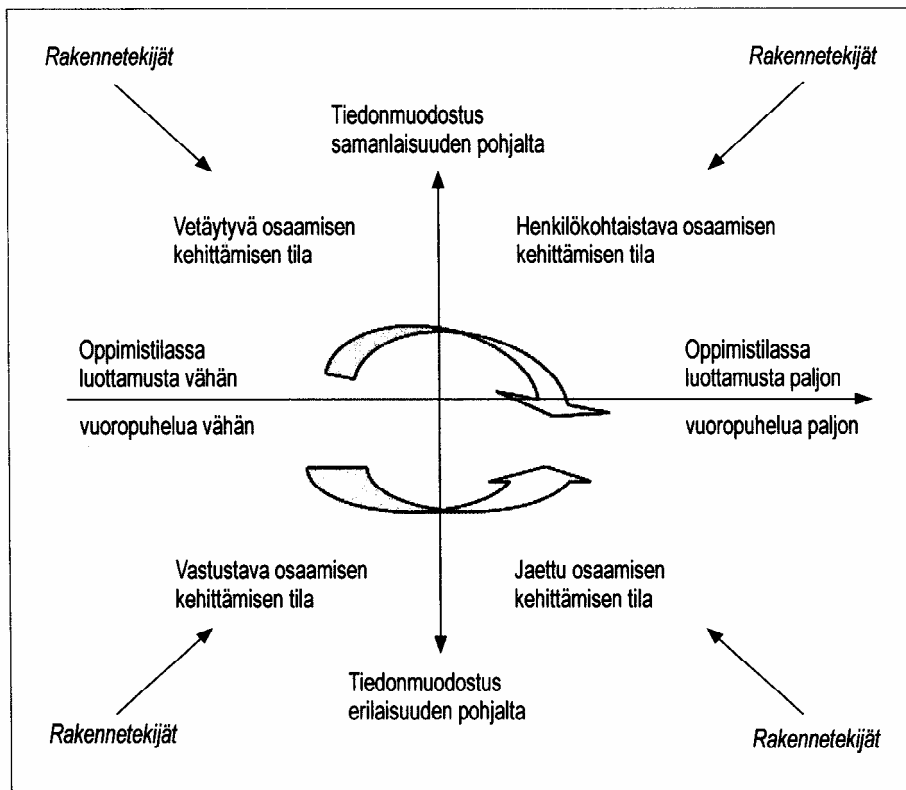 Rakennetekijät
Rakennetekijät
Tiedonmuodostus
samanlaisuuden pohjalta
Vetäytyvä osaamisen
kehittämisen tila
Henkilökohtaistava osaamisen
kehittämisen tila
Oppimistilassa
luottamusta vähän
vuoropuhelua vähän
Oppimistilassa
luottamusta paljon
vuoropuhelua paljon
Vastustava osaamisen
kehittämisen tila
Jaettu osaamisen
kehittämisen tila
Tiedonmuodostus
erilaisuuden pohjalta
Rakennetekijät
Rakennetekijät